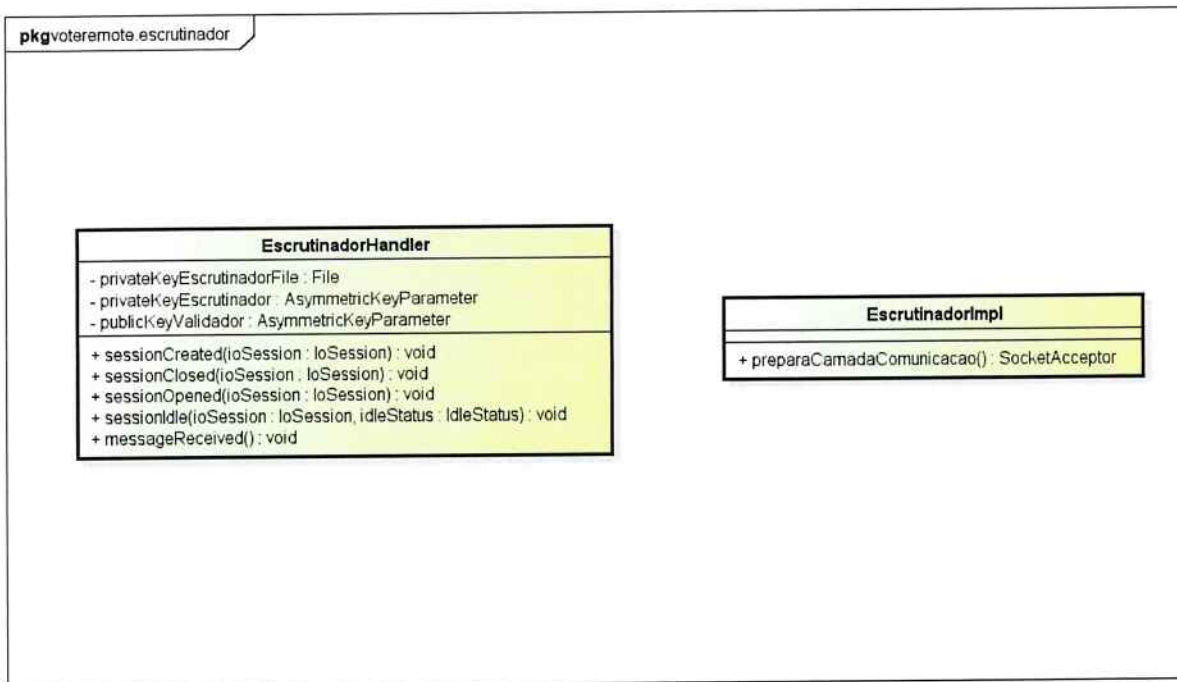 pkgvoteremote.escrutinador
EscrutinadorHandler
- privateKeyEscrutinadorFile : File
- privateKeyEscrutinador : AsymmetricKeyParameter
- publicKeyValidador : AsymmetricKeyParameter
+ sessionCreated(ioSession : IoSession) : void
+ sessionClosed(ioSession : IoSession) : void
+ sessionOpened(ioSession : IoSession) : void
+ sessionIdle(ioSession : IoSession, idleStatus : IdleStatus) : void
+ messageReceived() : void
EscrutinadorImpl
+ preparaCamadaComunicacao() : SocketAcceptor